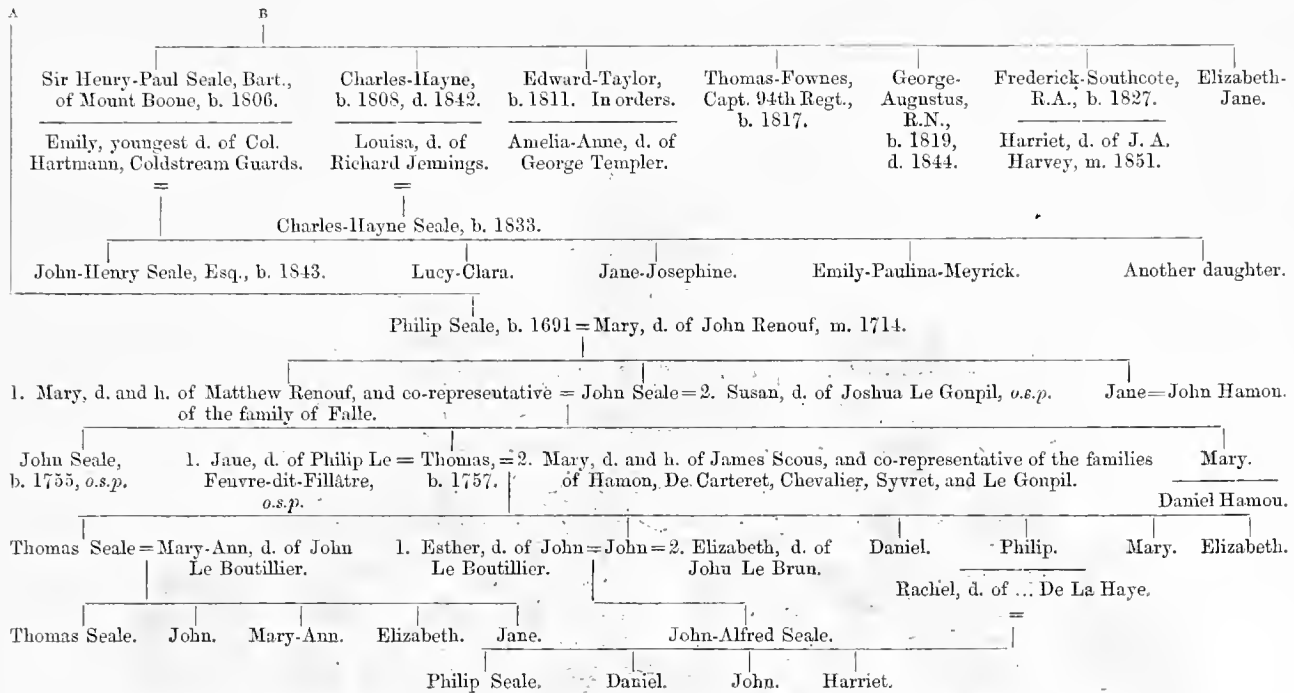 A B
Sir Henry-Paul Seale, Bart.,
of Mount Boone, b. 1806.
Emily, youngest d. of Col.
Hartmann, Coldstream Guards.
=
Charles-Hayne,
b. 1808, d. 1842.
Louisa, d. of
Richard Jennings.
=
Edward-Taylor,
b. 1811. In orders.
Amelia-Anne, d. of
George Templer.
Thomas-Fownes,
Capt. 94th Regt.,
b. 1817.
George-
Augustus,
R.N.,
b. 1819,
d. 1844.
Frederick-Southcote,
R.A., b. 1827.
Harriet, d. of J. A.
Harvey, m. 1851.
Elizabeth-
Jane.
Charles-Hayne Seale, b. 1833.
John-Henry Seale, Esq., b. 1843. Lucy-Clara. Jane-Josephine. Emily-Paulina-Meyrick. Another daughter.
Philip Seale, b. 1691 = Mary, d. of John Renouf, m. 1714.
1. Mary, d. and h. of Matthew Renouf, and co-representative = John Seale = 2. Susan, d. of Joshua Le Gonpil, o.s.p. Jane = John Hamon.
of the family of Falle.
John Seale,
b. 1755, o.s.p.
1. Jane, d. of Philip Le = Thomas, = 2. Mary, d. and h. of James Scous, and co-representative of the families
Feuvre-dit-Fillâtre, b. 1757. of Hamon, De Carteret, Chevalier, Syvret, and Le Gonpil.
o.s.p.
Mary.
Daniel Hamou.
Thomas Seale = Mary-Ann, d. of John
Le Boutillier.
1. Esther, d. of John = John = 2. Elizabeth, d. of
Le Boutillier. John Le Brun.
Daniel. Philip. Mary. Elizabeth.
Rachel, d. of ... De La Haye.
=
Thomas Seale. John. Mary-Ann. Elizabeth. Jane. John-Alfred Seale.
Philip Seale. Daniel. John. Harriet.